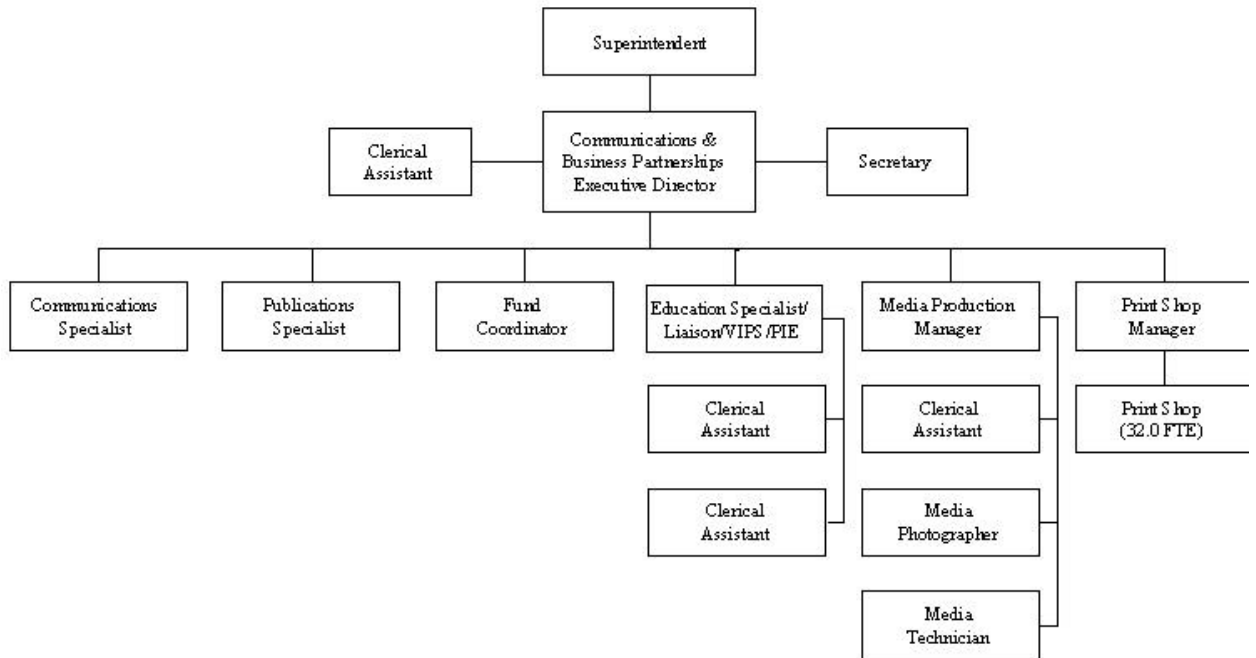 Superintendent
Clerical
Assistant
Communications &
Business Partnerships
Executive Director
Secretary
Communications
Specialist
Publications
Specialist
Fund
Coordinator
Education Specialist/
Liaison/VIPS/PIE
Media Production
Manager
Print Shop
Manager
Clerical
Assistant
Clerical
Assistant
Print Shop
(32.0 FTE)
Clerical
Assistant
Media
Photographer
Media
Technician